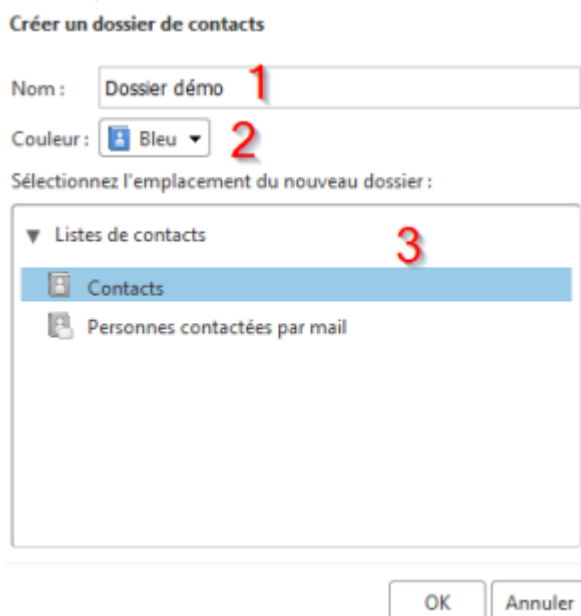 Créer un dossier de contacts
Nom : Dossier démo 1
Couleur : Bleu 2
Sélectionnez l'emplacement du nouveau dossier :
Listes de contacts 3
Contacts
Personnes contactées par mail
OK Annuler